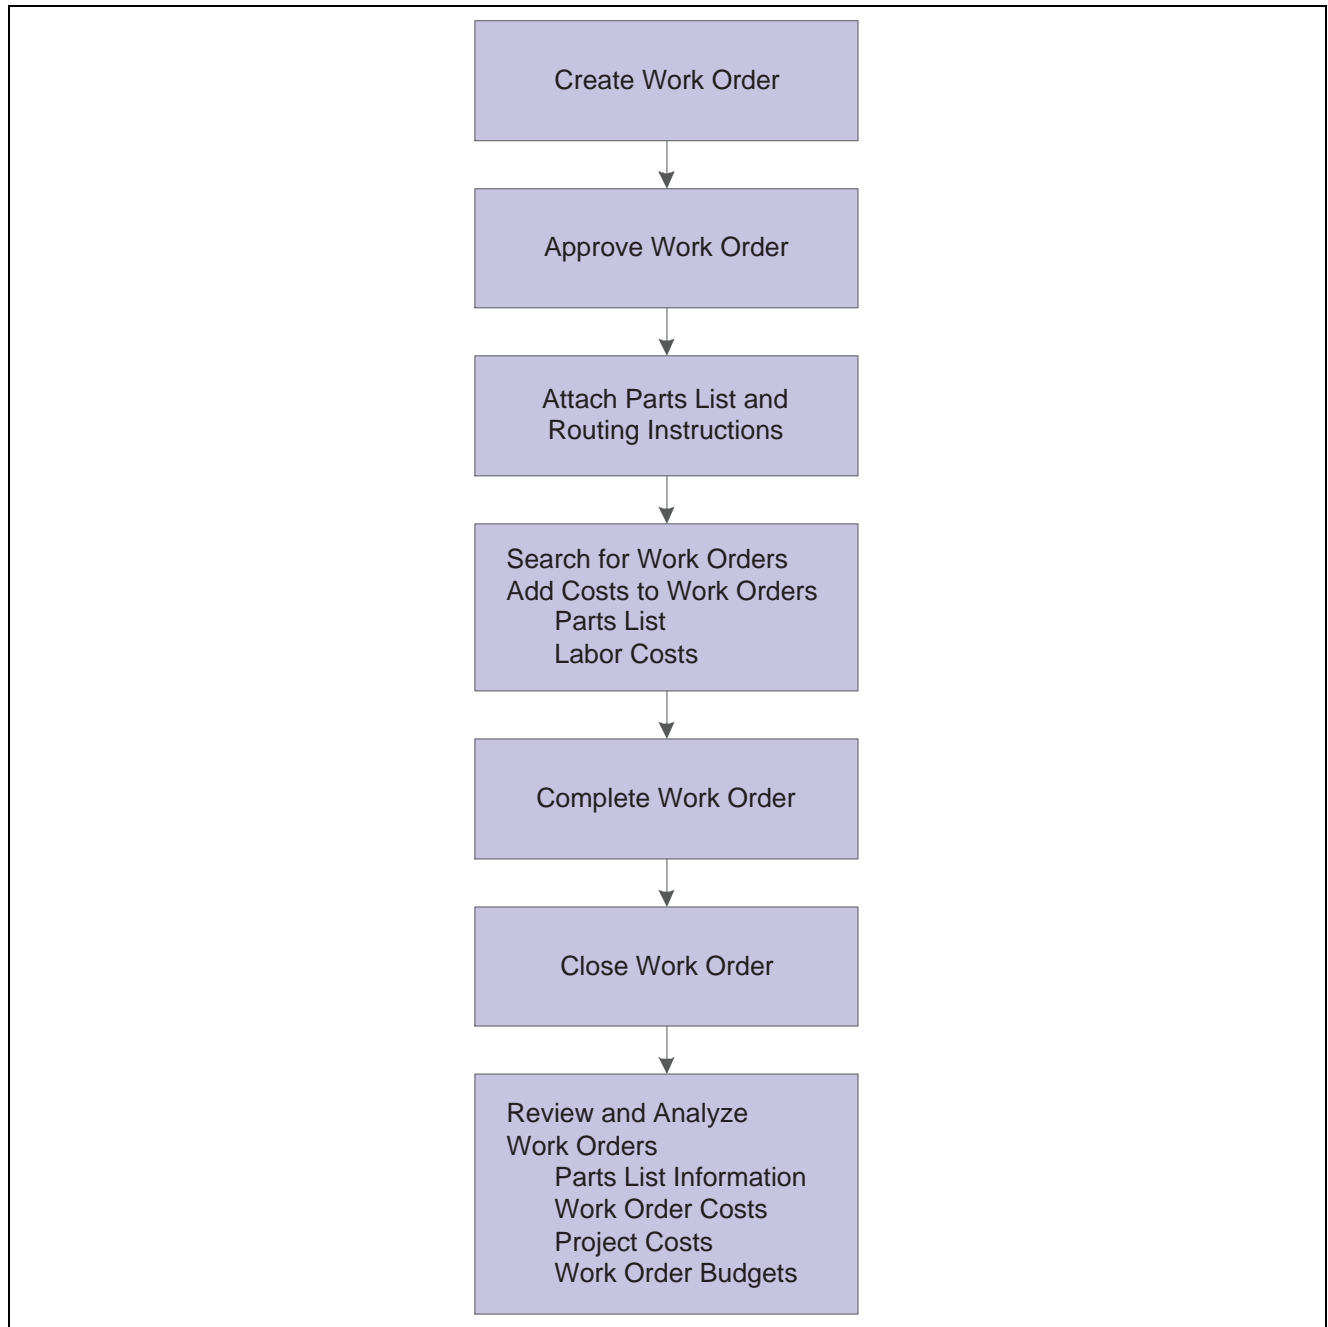 Create Work Order
Approve Work Order
Attach Parts List and
Routing Instructions
Search for Work Orders
Add Costs to Work Orders
Parts List
Labor Costs
Complete Work Order
Close Work Order
Review and Analyze
Work Orders
Parts List Information
Work Order Costs
Project Costs
Work Order Budgets